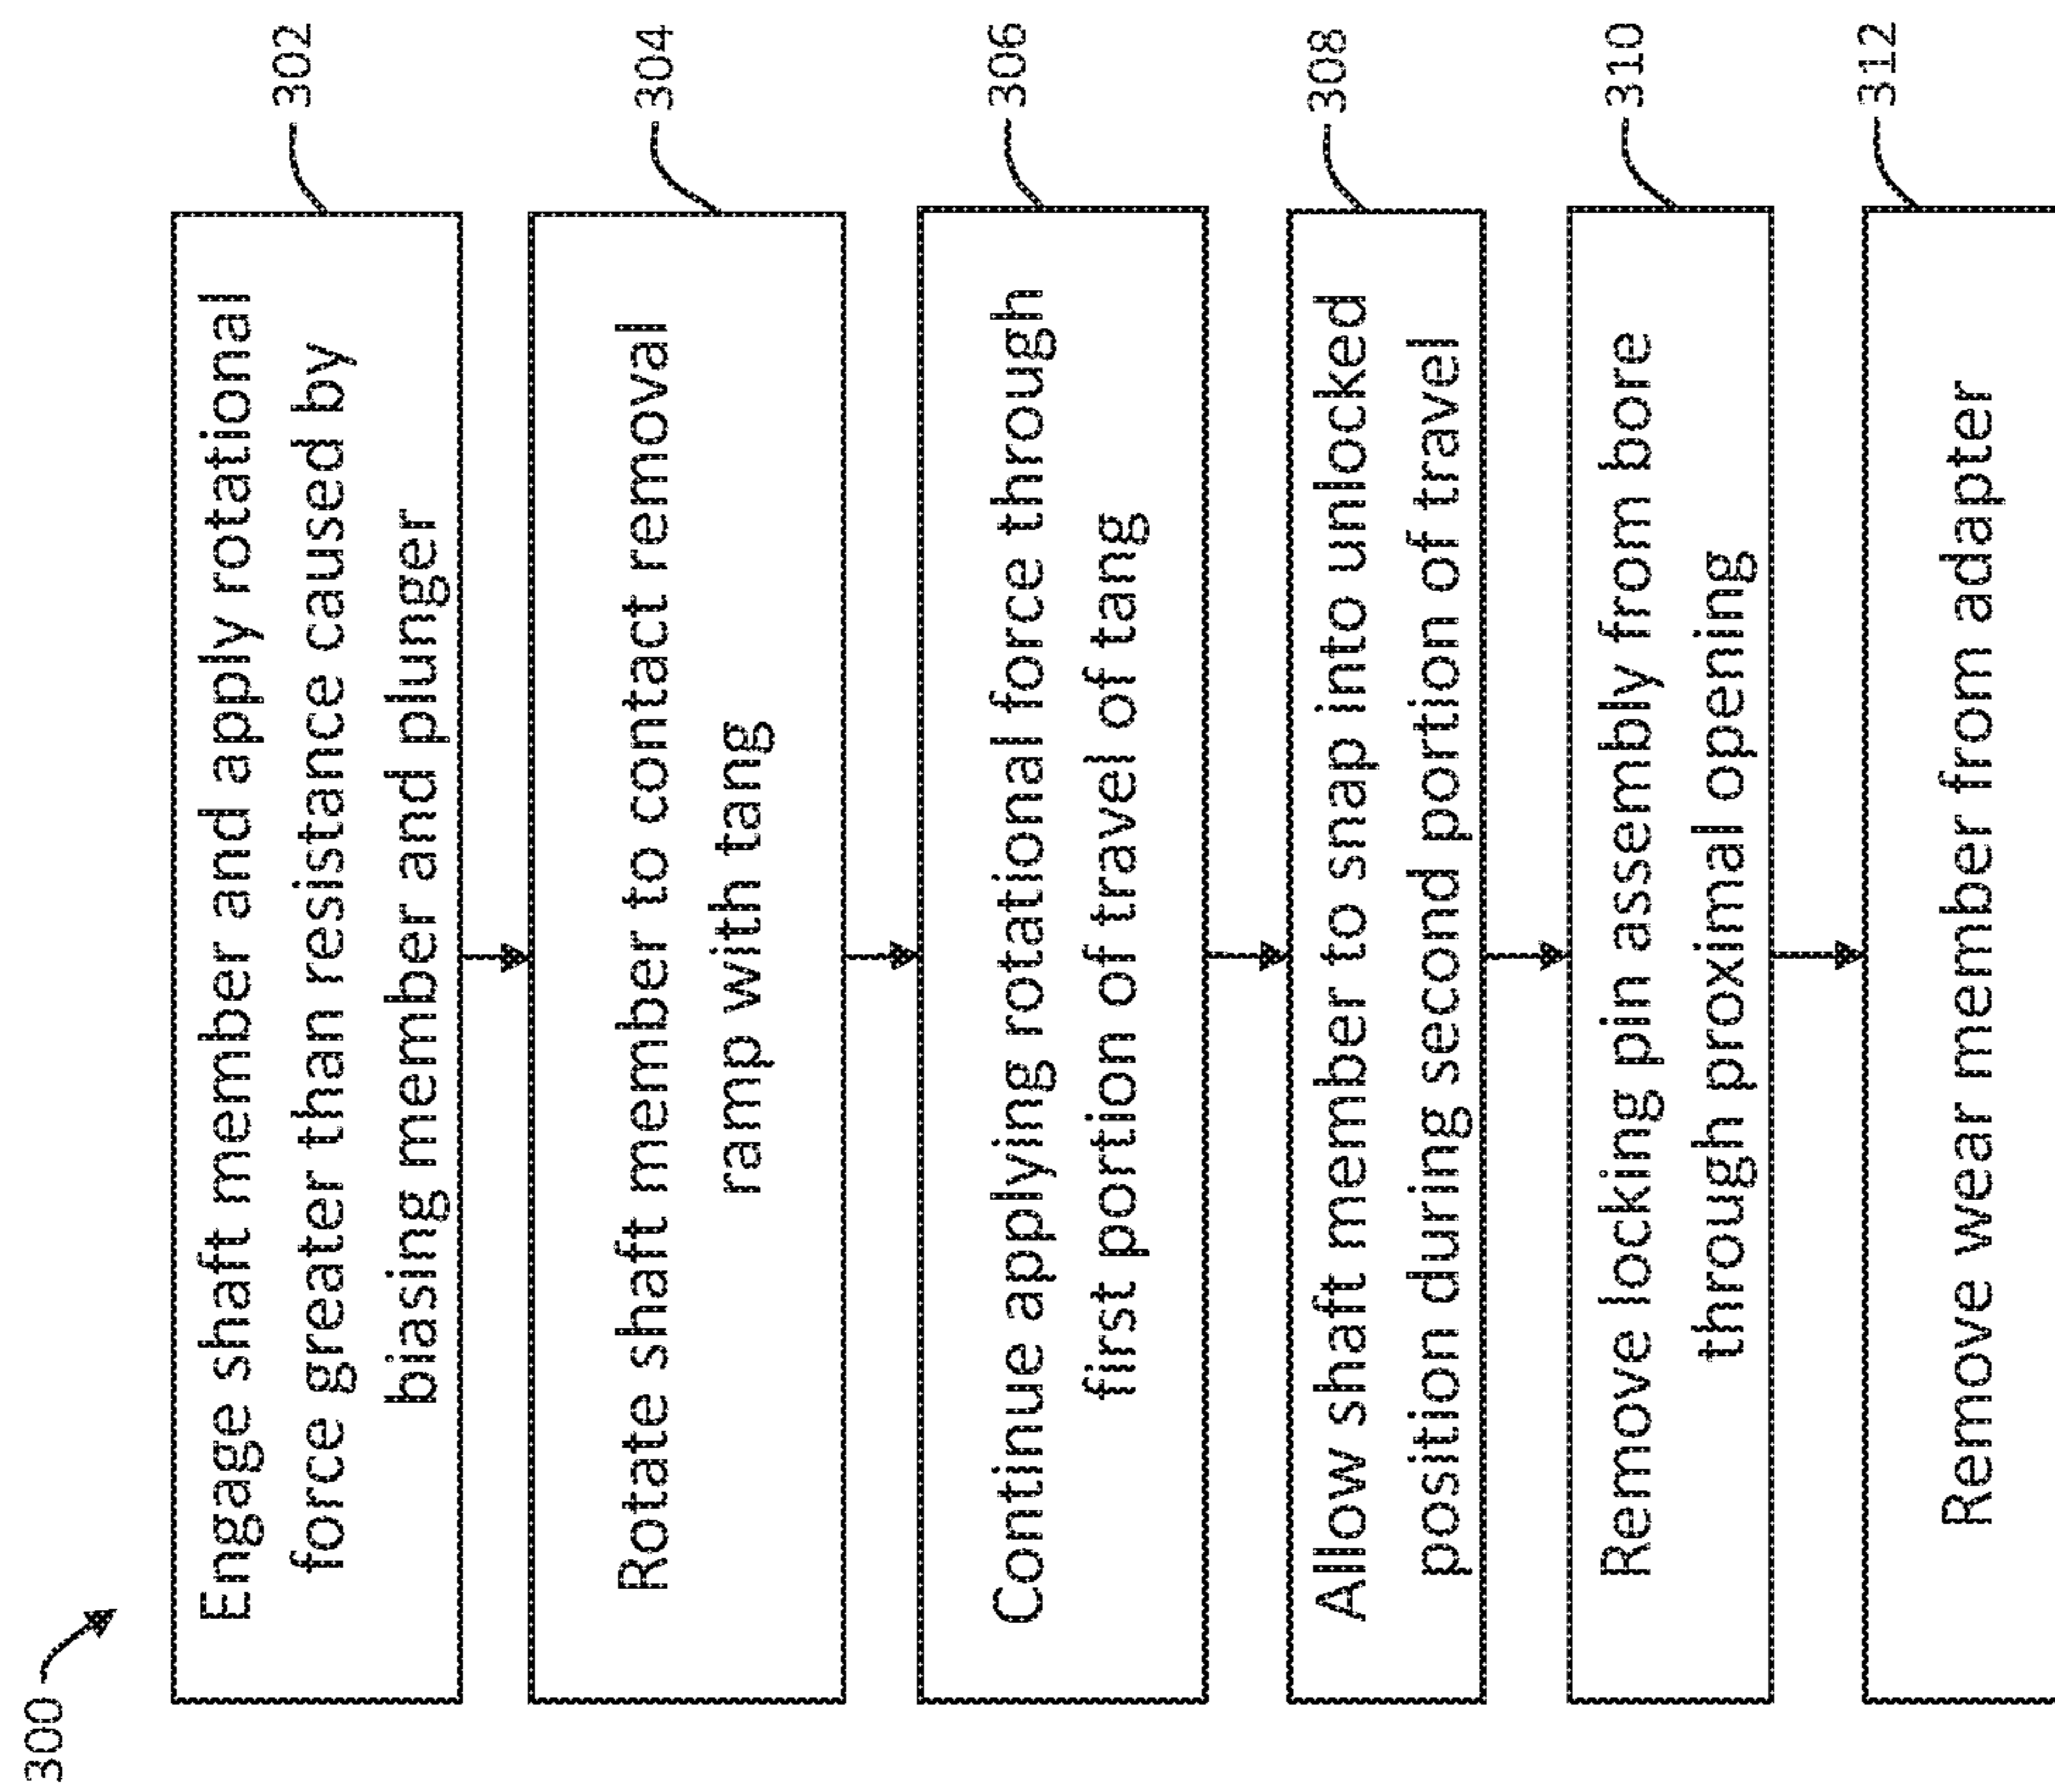 300
Engage shaft member and apply rotational
force greater than resistance caused by
biasing member and plunger
302
Rotate shaft member to contact removal
ramp with tang
304
Continue applying rotational force through
first portion of travel of tang
306
Allow shaft member to snap into unlocked
position during second portion of travel
308
Remove locking pin assembly from bore
through proximal opening
310
Remove wear member from adapter
312